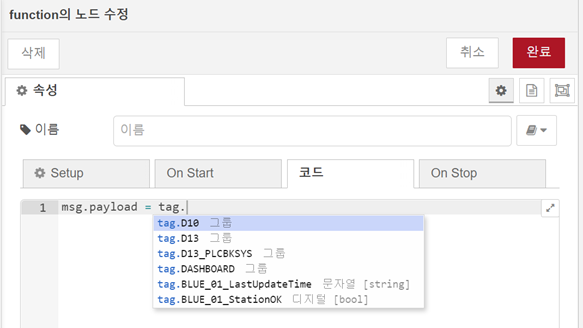 function의 노드 수정
삭제
취소
완료
속성
이름
이름
Setup
On Start
코드
On Stop
1 msg.payload = tag.
tag.D10 그룹
tag.D13 그룹
tag.D13_PLCBKSYS 그룹
tag.DASHBOARD 그룹
tag.BLUE_01_LastUpdateTime 문자열 [string]
tag.BLUE_01_StationOK 디지털 [bool]